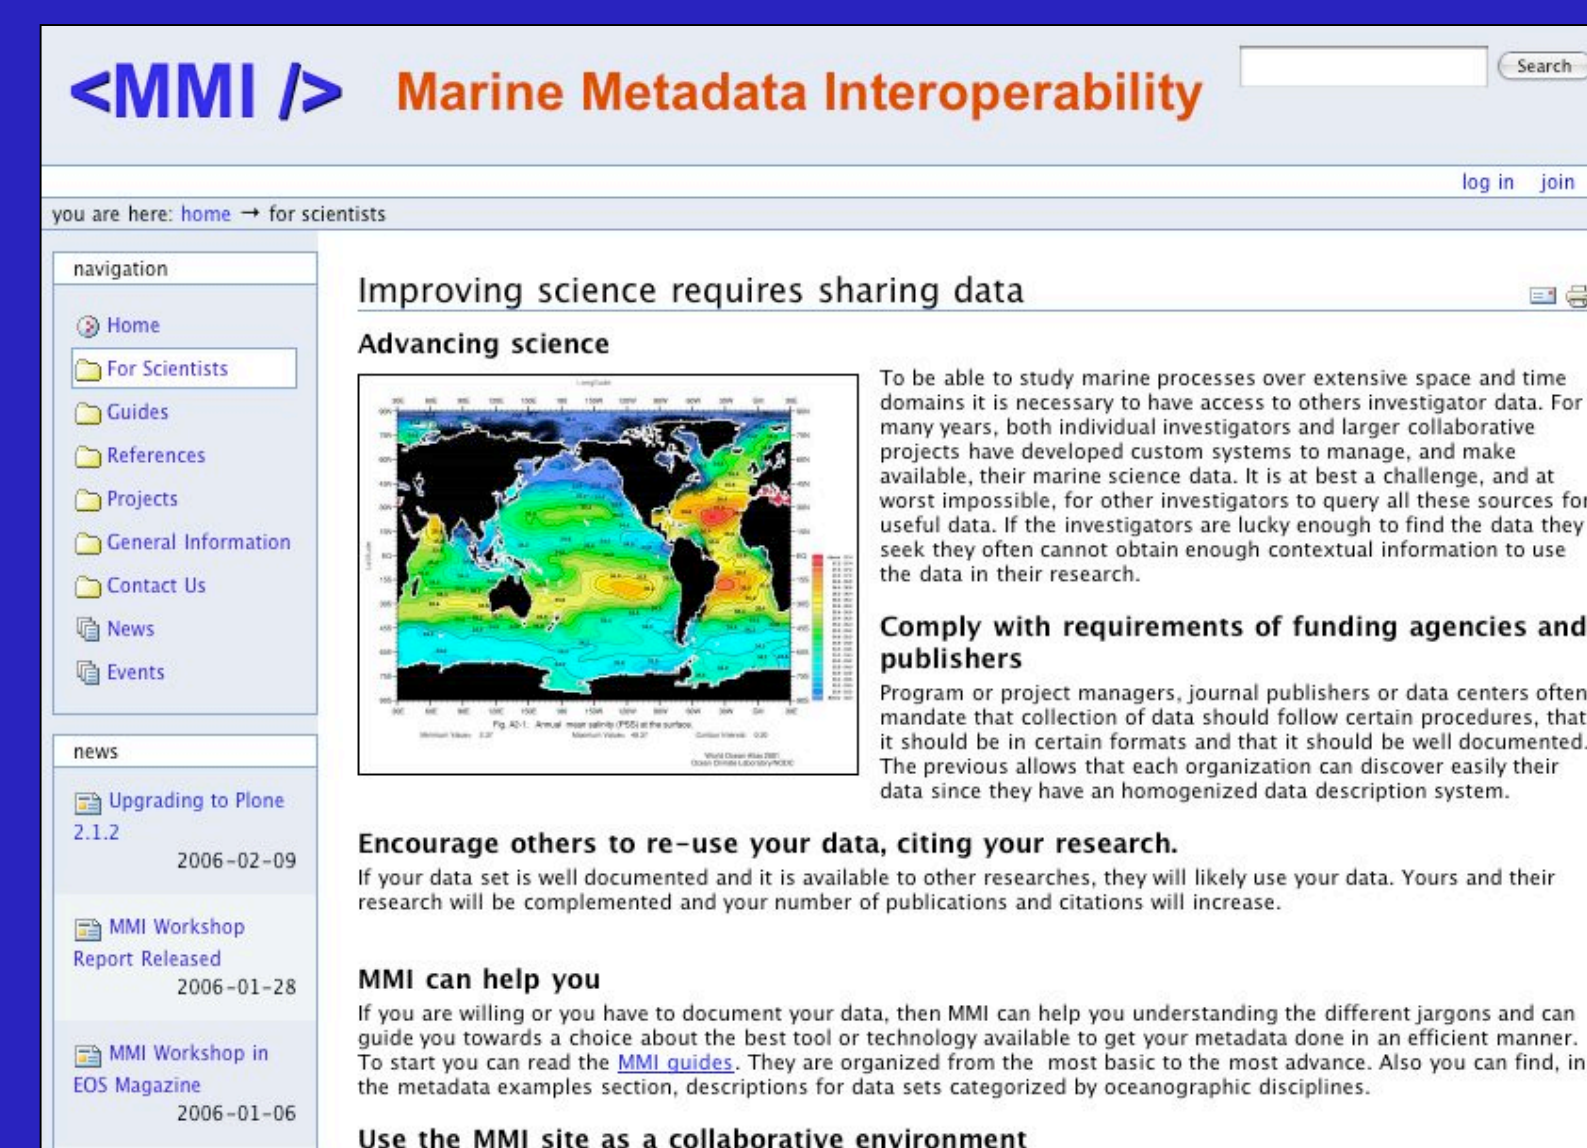 <MMI />
Marine Metadata Interoperability
Search
log in join
you are here: home → for scientists
navigation
Home
For Scientists
Guides
References
Projects
General Information
Contact Us
News
Events
news
Upgrading to Plone
2.1.2
2006-02-09
MMI Workshop
Report Released
2006-01-28
MMI Workshop in
EOS Magazine
2006-01-06
Improving science requires sharing data
Advancing science
Longitude
Latitude
Fig. A2-1. Annual mean salinity (PSS) at the surface.
World Ocean Atlas 2001
Ocean Climate Laboratory/NODC
To be able to study marine processes over extensive space and time
domains it is necessary to have access to others investigator data. For
many years, both individual investigators and larger collaborative
projects have developed custom systems to manage, and make
available, their marine science data. It is at best a challenge, and at
worst impossible, for other investigators to query all these sources for
useful data. If the investigators are lucky enough to find the data they
seek they often cannot obtain enough contextual information to use
the data in their research.
Comply with requirements of funding agencies and
publishers
Program or project managers, journal publishers or data centers often
mandate that collection of data should follow certain procedures, that
it should be in certain formats and that it should be well documented.
The previous allows that each organization can discover easily their
data since they have an homogenized data description system.
Encourage others to re-use your data, citing your research.
If your data set is well documented and it is available to other researches, they will likely use your data. Yours and their
research will be complemented and your number of publications and citations will increase.
MMI can help you
If you are willing or you have to document your data, then MMI can help you understanding the different jargons and can
guide you towards a choice about the best tool or technology available to get your metadata done in an efficient manner.
To start you can read the MMI guides. They are organized from the most basic to the most advance. Also you can find, in
the metadata examples section, descriptions for data sets categorized by oceanographic disciplines.
Use the MMI site as a collaborative environment